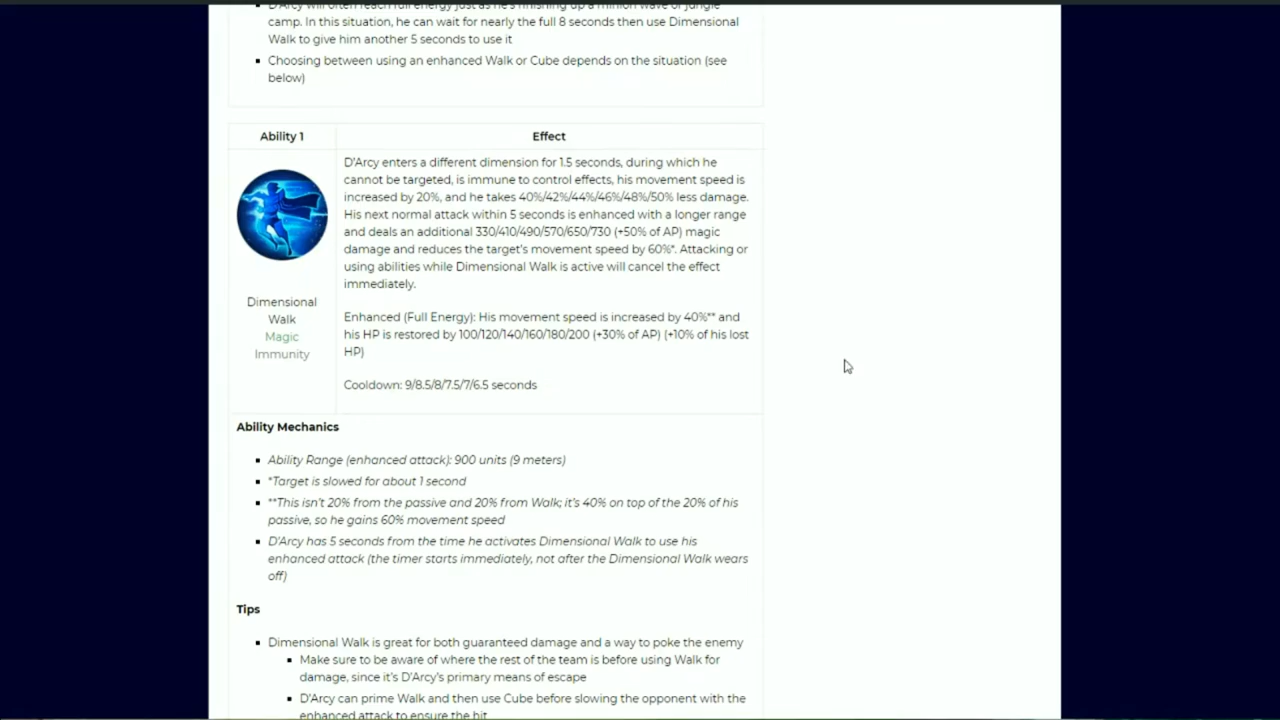 D'Arcy will often reach full energy just as he's finishing up a minion wave or jungle
camp. In this situation, he can wait for nearly the full 8 seconds then use Dimensional
Walk to give him another 5 seconds to use it
Choosing between using an enhanced Walk or Cube depends on the situation (see
below)
Ability 1
Effect
Dimensional
Walk
Magic
Immunity
D'Arcy enters a different dimension for 1.5 seconds, during which he
cannot be targeted, is immune to control effects, his movement speed is
increased by 20%, and he takes 40%/42%/44%/46%/48%/50% less damage.
His next normal attack within 5 seconds is enhanced with a longer range
and deals an additional 330/410/490/570/650/730 (+50% of AP) magic
damage and reduces the target's movement speed by 60%*. Attacking or
using abilities while Dimensional Walk is active will cancel the effect
immediately.
Enhanced (Full Energy): His movement speed is increased by 40%** and
his HP is restored by 100/120/140/160/180/200 (+30% of AP) (+10% of his lost
HP)
Cooldown: 9/8.5/8/7.5/7/6.5 seconds
Ability Mechanics
Ability Range (enhanced attack): 900 units (9 meters)
*Target is slowed for about 1 second
**This isn't 20% from the passive and 20% from Walk; it's 40% on top of the 20% of his
passive, so he gains 60% movement speed
D'Arcy has 5 seconds from the time he activates Dimensional Walk to use his
enhanced attack (the timer starts immediately, not after the Dimensional Walk wears
off)
Tips
Dimensional Walk is great for both guaranteed damage and a way to poke the enemy
Make sure to be aware of where the rest of the team is before using Walk for
damage, since it's D'Arcy's primary means of escape
D'Arcy can prime Walk and then use Cube before slowing the opponent with the
enhanced attack to ensure the hit